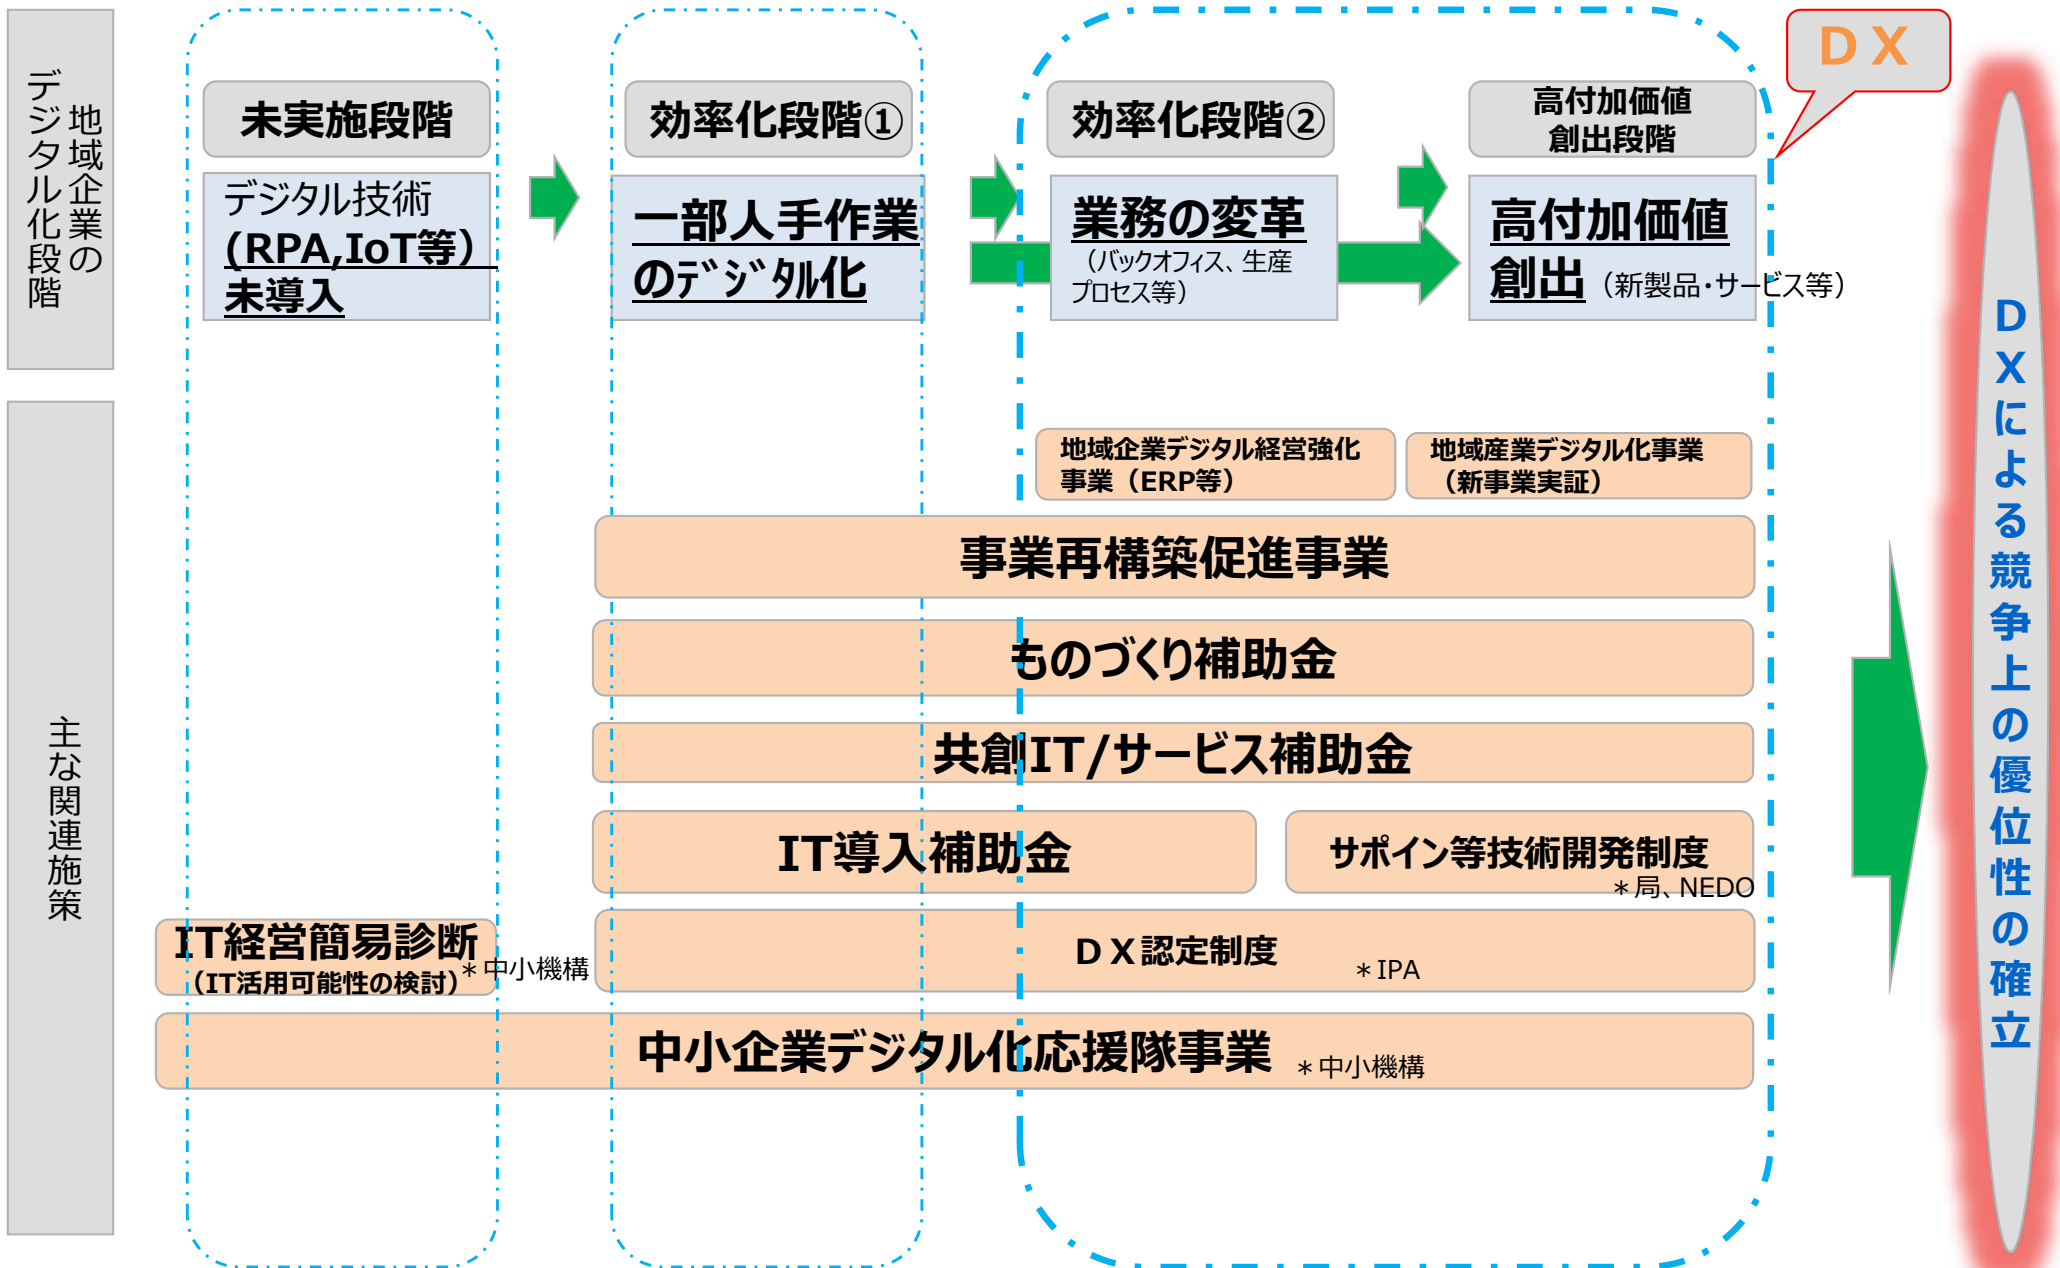 地域企業の
デジタル化段階
未実施段階
デジタル技術
(RPA,IoT等）
未導入
効率化段階①
一部人手作業
のﾃﾞｼﾞﾀﾙ化
効率化段階②
業務の変革
（バックオフィス、生産
プロセス等）
高付加価値
創出段階
高付加価値
創出（新製品・サービス等）
ＤＸ
主な関連施策
地域企業デジタル経営強化
事業（ERP等）
地域産業デジタル化事業
（新事業実証）
事業再構築促進事業
ものづくり補助金
共創IT/サービス補助金
IT導入補助金
サポイン等技術開発制度
＊局、NEDO
IT経営簡易診断
（IT活用可能性の検討）
＊中小機構
ＤＸ認定制度
＊IPA
中小企業デジタル化応援隊事業
＊中小機構
ＤＸによる競争上の優位性の確立